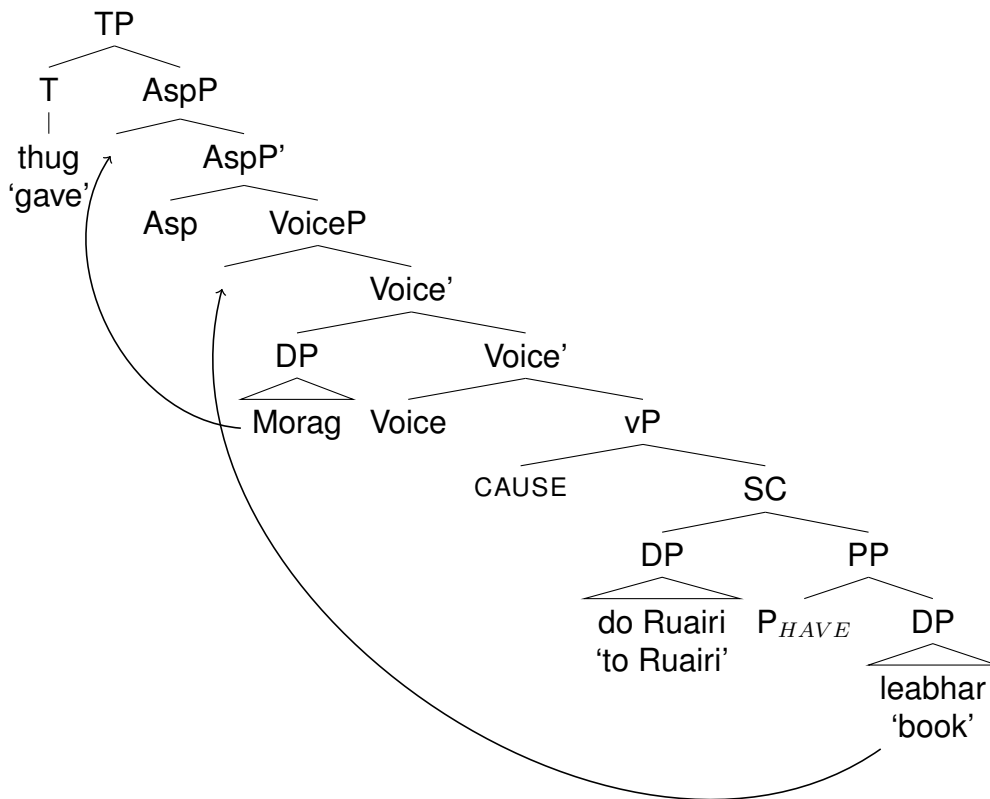 TP
T AspP
thug AspP’
‘gave’
Asp VoiceP
Voice’
DP Voice’
Morag Voice vP
CAUSE SC
DP PP
do Ruairi P_HAVE DP
‘to Ruairi’
leabhar
‘book’